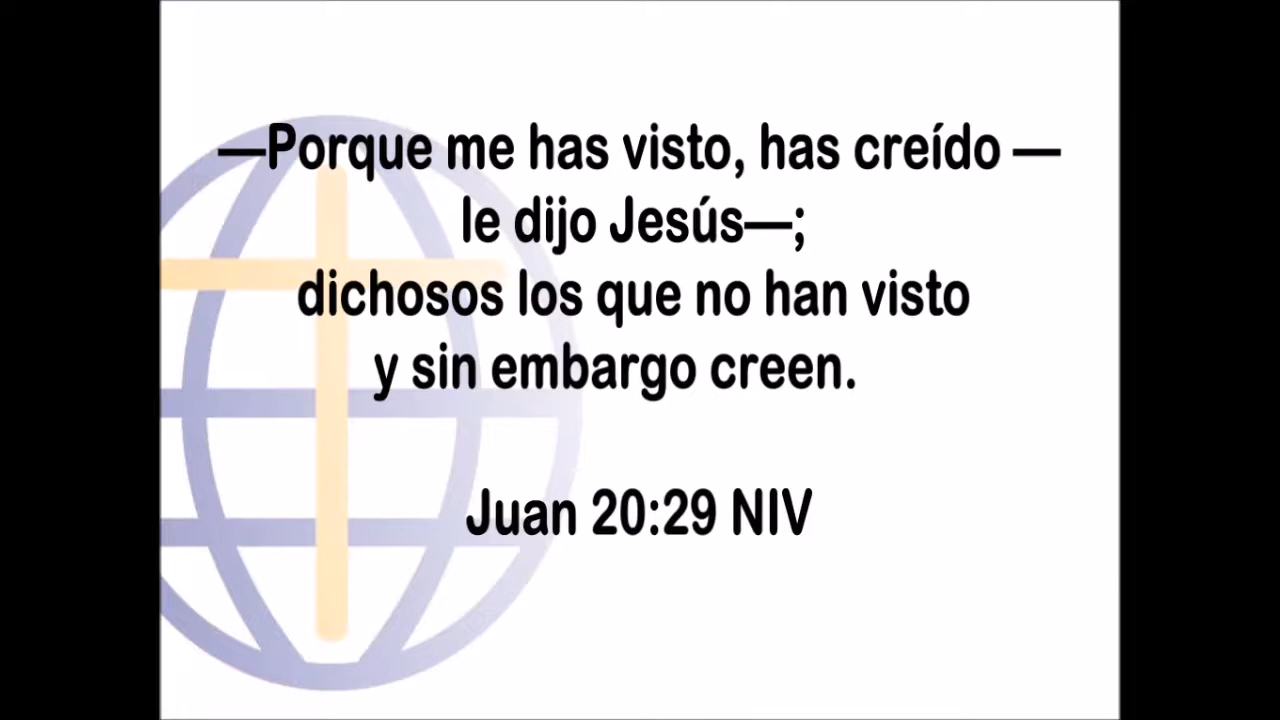 —Porque me has visto, has creído —
le dijo Jesús—;
dichosos los que no han visto
y sin embargo creen.
Juan 20:29 NIV